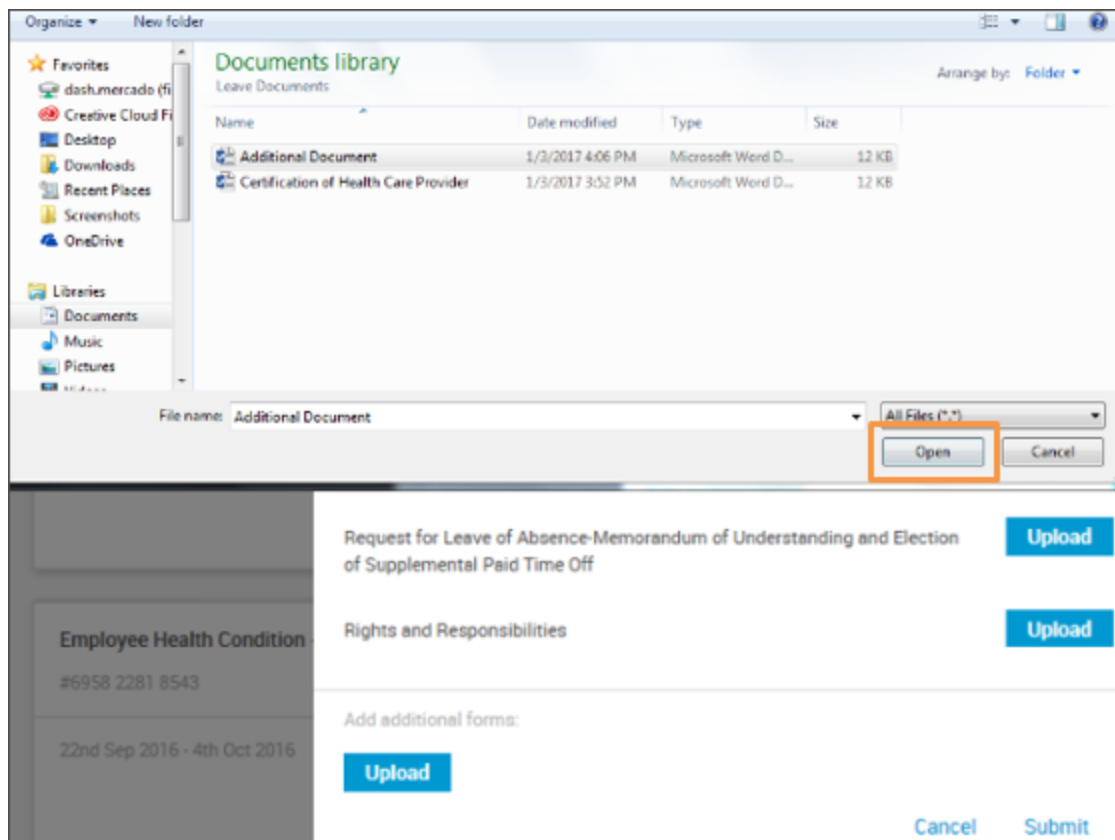 Organize
New folder
Favorites
dash.mercado (fi
Creative Cloud Fi
Desktop
Downloads
Recent Places
Screenshots
OneDrive
Libraries
Documents
Music
Pictures
Documents library
Leave Documents
Arrange by: Folder
Name Date modified Type Size
Additional Document 1/3/2017 4:06 PM Microsoft Word D... 12 KB
Certification of Health Care Provider 1/3/2017 3:52 PM Microsoft Word D... 12 KB
File name: Additional Document All Files (*.*)
Open Cancel
Request for Leave of Absence-Memorandum of Understanding and Election
of Supplemental Paid Time Off
Upload
Rights and Responsibilities Upload
Employee Health Condition
#6958 2281 8543
22nd Sep 2016 - 4th Oct 2016
Add additional forms:
Upload
Cancel Submit